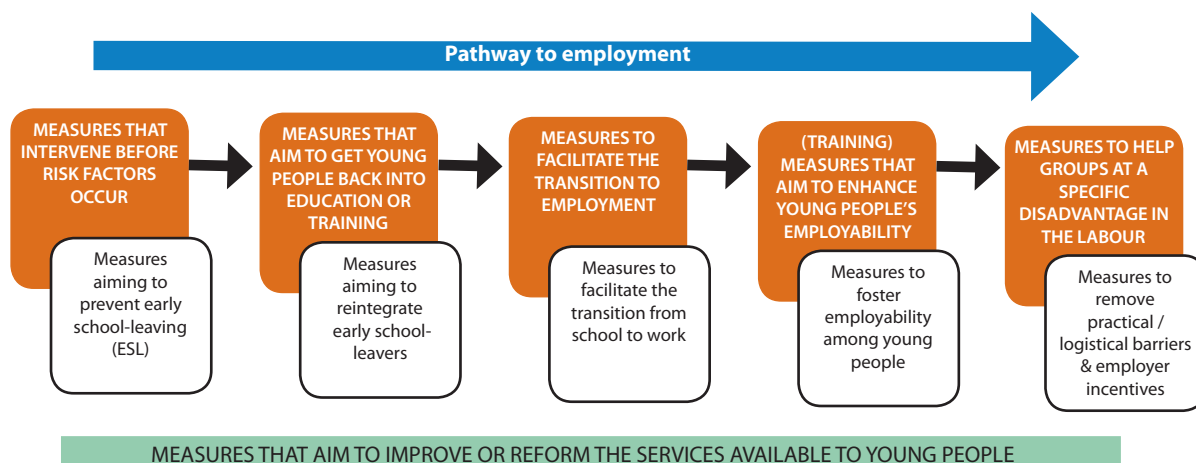 Pathway to employment
MEASURES THAT
INTERVENE BEFORE
RISK FACTORS
OCCUR
Measures
aiming to
prevent early
school-leaving
(ESL)
MEASURES THAT
AIM TO GET YOUNG
PEOPLE BACK INTO
EDUCATION OR
TRAINING
Measures
aiming to
reintegrate
early school-
leavers
MEASURES TO
FACILITATE THE
TRANSITION TO
EMPLOYMENT
Measures to
facilitate the
transition from
school to work
(TRAINING)
MEASURES THAT
AIM TO ENHANCE
YOUNG PEOPLE’S
EMPLOYABILITY
Measures to
foster
employability
among young
people
MEASURES TO HELP
GROUPS AT A
SPECIFIC
DISADVANTAGE IN
THE LABOUR
Measures to
remove
practical /
logistical barriers
& employer
incentives
MEASURES THAT AIM TO IMPROVE OR REFORM THE SERVICES AVAILABLE TO YOUNG PEOPLE